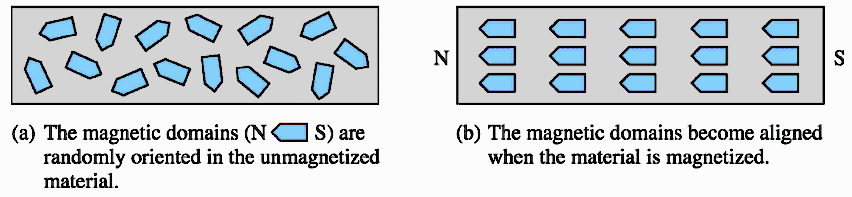 N S
(a) The magnetic domains (N S) are
randomly oriented in the unmagnetized
material.
(b) The magnetic domains become aligned
when the material is magnetized.